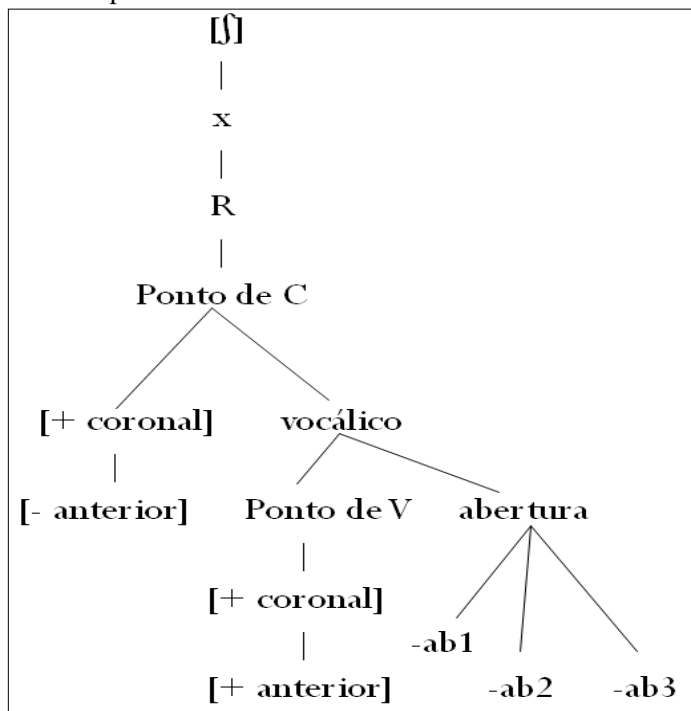 [ʃ]
x
R
Ponto de C
[+ coronal] vocálico
[- anterior] Ponto de V abertura
[+ coronal]
-ab1
[+ anterior] -ab2 -ab3